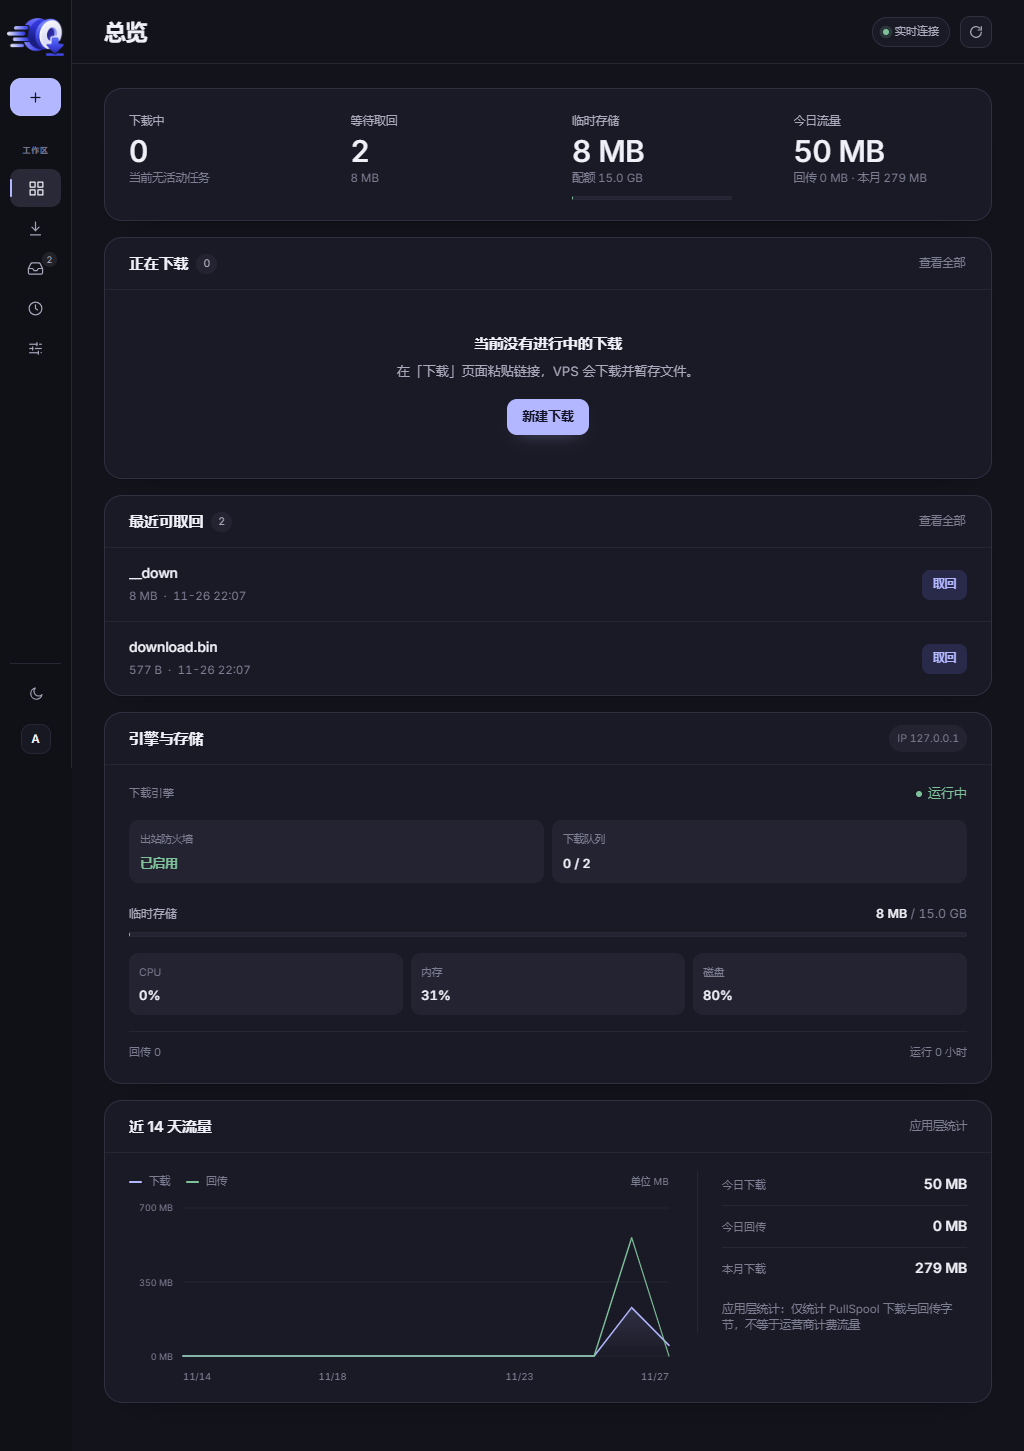 总览
实时连接
工作区
2
A
下载中
0
当前无活动任务
等待取回
2
8 MB
临时存储
8 MB
配额 15.0 GB
今日流量
50 MB
回传 0 MB · 本月 279 MB
正在下载 0
查看全部
当前没有进行中的下载
在「下载」页面粘贴链接，VPS 会下载并暂存文件。
新建下载
最近可取回 2
查看全部
__down
8 MB · 11-26 22:07
取回
download.bin
577 B · 11-26 22:07
取回
引擎与存储
IP 127.0.0.1
下载引擎
运行中
出站防火墙
已启用
下载队列
0 / 2
临时存储
8 MB / 15.0 GB
CPU
0%
内存
31%
磁盘
80%
回传 0
运行 0 小时
近 14 天流量
应用层统计
下载
回传
单位 MB
700 MB
350 MB
0 MB
11/14
11/18
11/23
11/27
今日下载
50 MB
今日回传
0 MB
本月下载
279 MB
应用层统计：仅统计 PullSpool 下载与回传字
节，不等于运营商计费流量